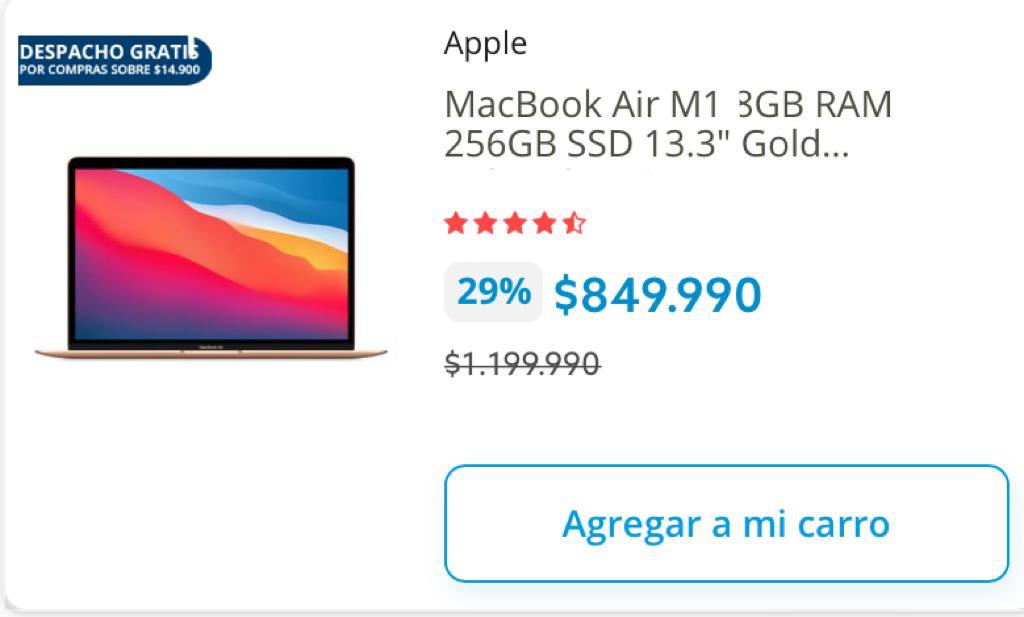 DESPACHO GRATIS
POR COMPRAS SOBRE $14.900
Apple
MacBook Air M1 8GB RAM
256GB SSD 13.3" Gold...
29% $849.990
$1.199.990
Agregar a mi carro